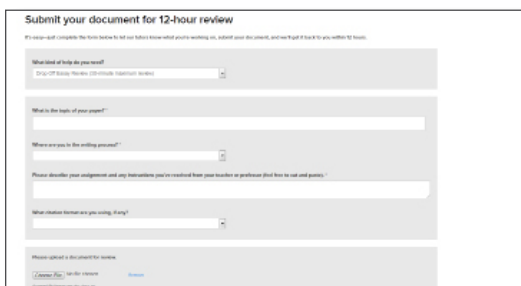 Submit your document for 12-hour review
It's easy—just complete the form below to let our tutors know what you're working on, submit your document, and we'll get it back to you within 12 hours.
What kind of help do you need?
Drop Off Essay Review (30-minute maximum review)
What is the topic of your paper? *
Where are you in the writing process? *
Please describe your assignment and any instructions you've received from your teacher or professor (feel free to cut and paste). *
What citation format are you using, if any?
Please upload a document for review
Choose File No file chosen